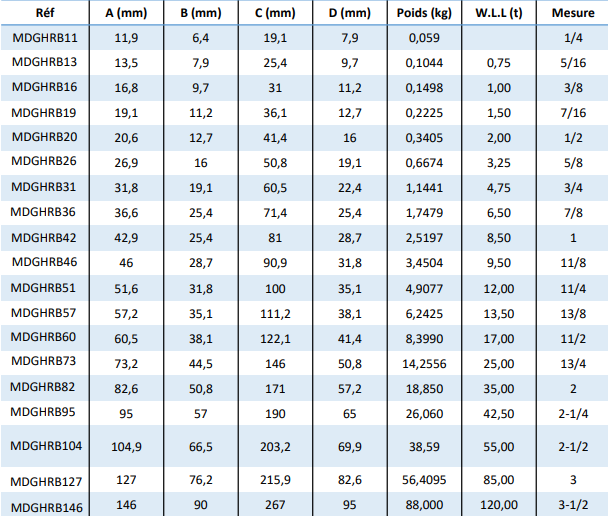 Réf A (mm) B (mm) C (mm) D (mm) Poids (kg) W.L.L (t) Mesure
MDGHRB11 11,9 6,4 19,1 7,9 0,059 1/4
MDGHRB13 13,5 7,9 25,4 9,7 0,1044 0,75 5/16
MDGHRB16 16,8 9,7 31 11,2 0,1498 1,00 3/8
MDGHRB19 19,1 11,2 36,1 12,7 0,2225 1,50 7/16
MDGHRB20 20,6 12,7 41,4 16 0,3405 2,00 1/2
MDGHRB26 26,9 16 50,8 19,1 0,6674 3,25 5/8
MDGHRB31 31,8 19,1 60,5 22,4 1,1441 4,75 3/4
MDGHRB36 36,6 25,4 71,4 25,4 1,7479 6,50 7/8
MDGHRB42 42,9 25,4 81 28,7 2,5197 8,50 1
MDGHRB46 46 28,7 90,9 31,8 3,4504 9,50 11/8
MDGHRB51 51,6 31,8 100 35,1 4,9077 12,00 11/4
MDGHRB57 57,2 35,1 111,2 38,1 6,2425 13,50 13/8
MDGHRB60 60,5 38,1 122,1 41,4 8,3990 17,00 11/2
MDGHRB73 73,2 44,5 146 50,8 14,2556 25,00 13/4
MDGHRB82 82,6 50,8 171 57,2 18,850 35,00 2
MDGHRB95 95 57 190 65 26,060 42,50 2-1/4
MDGHRB104 104,9 66,5 203,2 69,9 38,59 55,00 2-1/2
MDGHRB127 127 76,2 215,9 82,6 56,4095 85,00 3
MDGHRB146 146 90 267 95 88,000 120,00 3-1/2